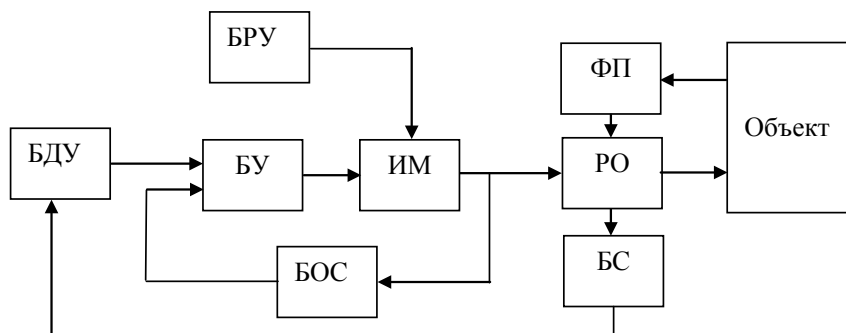 БРУ
ФП
Объект
БДУ
БУ
ИМ
РО
БОС
БС